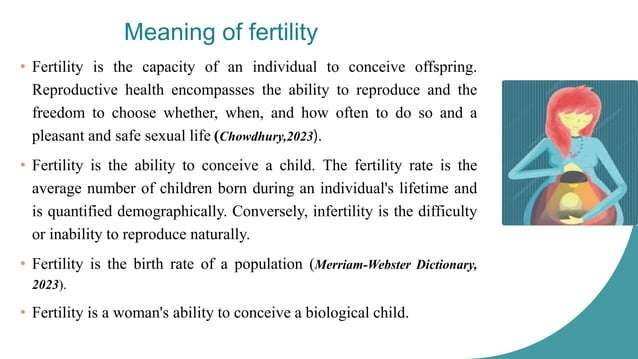 Meaning of fertility
• Fertility is the capacity of an individual to conceive offspring.
Reproductive health encompasses the ability to reproduce and the
freedom to choose whether, when, and how often to do so and a
pleasant and safe sexual life (Chowdhury,2023).
• Fertility is the ability to conceive a child. The fertility rate is the
average number of children born during an individual's lifetime and
is quantified demographically. Conversely, infertility is the difficulty
or inability to reproduce naturally.
• Fertility is the birth rate of a population (Merriam-Webster Dictionary,
2023).
• Fertility is a woman's ability to conceive a biological child.